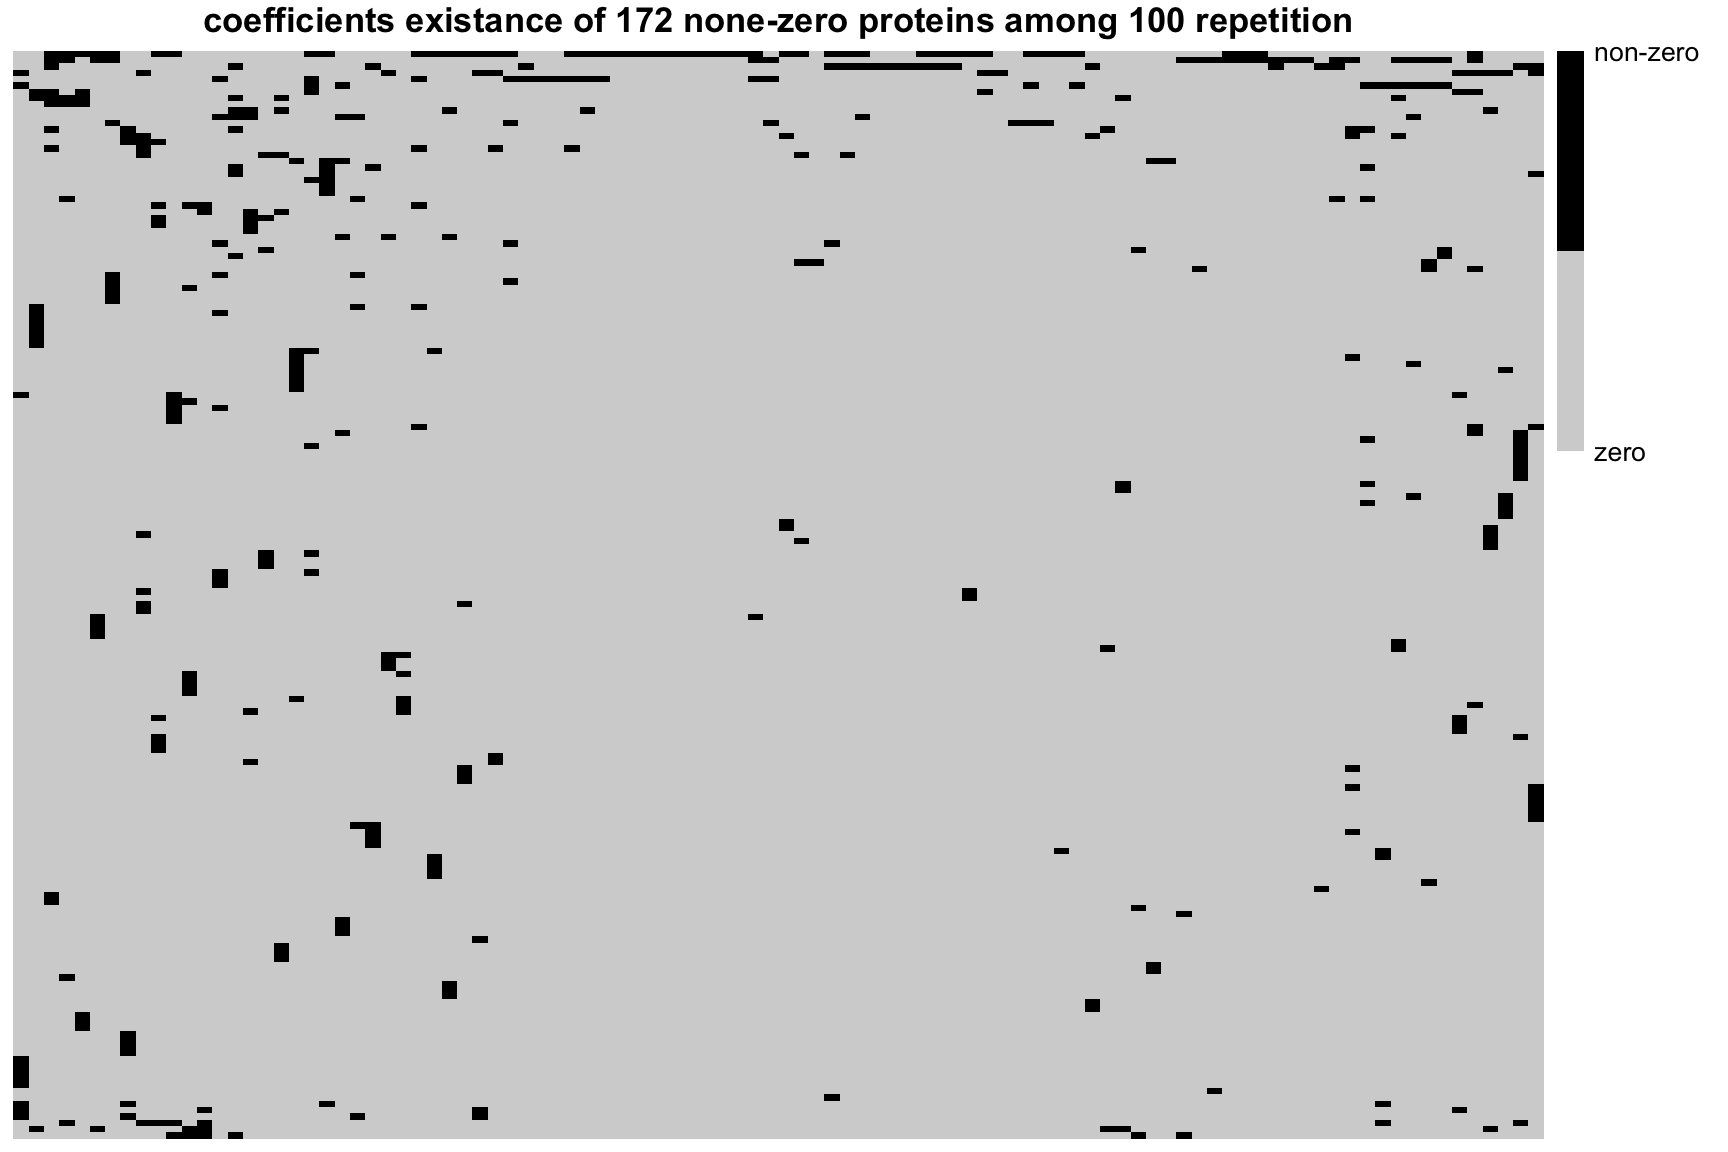 coefficients existance of 172 none-zero proteins among 100 repetition
non-zero
zero